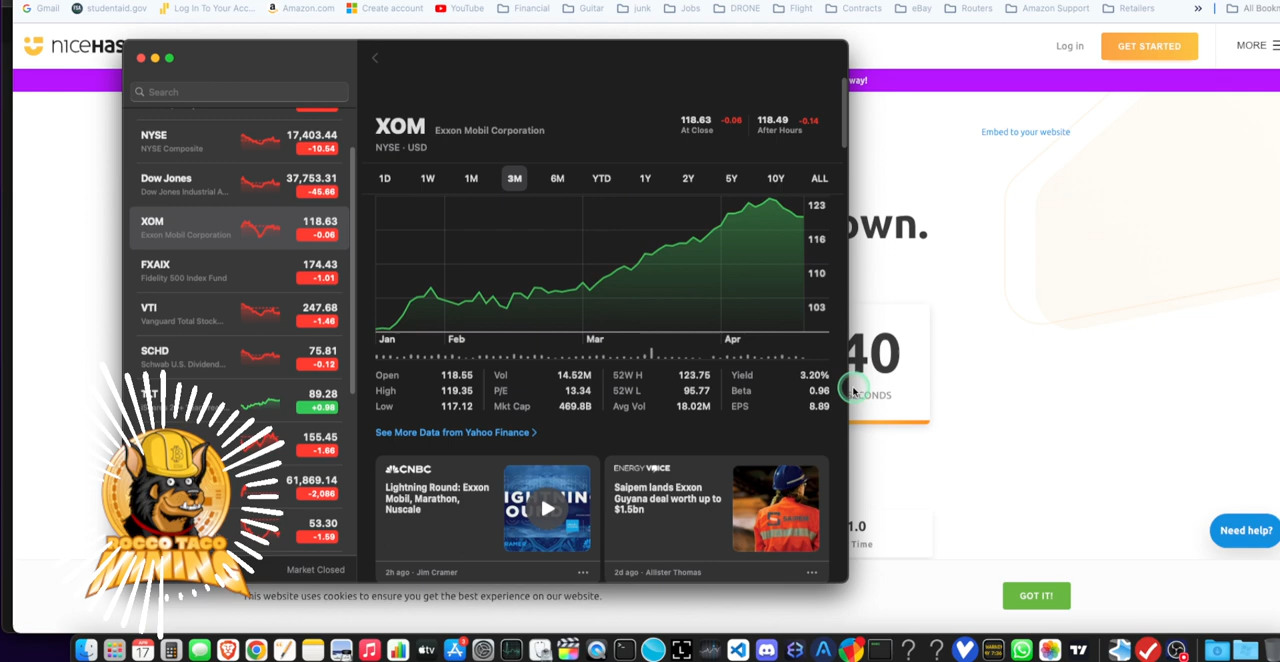 Gmail studentaid.gov Log In To Your Acc... Amazon.com Create account YouTube Financial Guitar junk Jobs DRONE Flight Contracts eBay Routers Amazon Support Retailers » All Bookm
niceHas
Log in GET STARTED MORE
way!
Embed to your website
own.
40
SECONDS
1.0
Time
Need help?
This website uses cookies to ensure you get the best experience on our website.
GOT IT!
Search
NYSE 17,403.44
NYSE Composite -10.54
Dow Jones 37,753.31
Dow Jones Industrial A... -45.66
XOM 118.63
Exxon Mobil Corporation -0.06
FXAIX 174.43
Fidelity 500 Index Fund -1.01
VTI 247.68
Vanguard Total Stock... -1.46
SCHD 75.81
Schwab U.S. Dividend... -0.12
TLT 89.28
+0.98
155.45
-1.66
61,869.14
-2,086
53.30
-1.59
Market Closed
XOM Exxon Mobil Corporation
NYSE · USD
118.63 -0.06 118.49 -0.14
At Close After Hours
1D 1W 1M 3M 6M YTD 1Y 2Y 5Y 10Y ALL
123
116
110
103
Jan Feb Mar Apr
Open 118.55 Vol 14.52M 52W H 123.75 Yield 3.20%
High 119.35 P/E 13.34 52W L 95.77 Beta 0.96
Low 117.12 Mkt Cap 469.8B Avg Vol 18.02M EPS 8.89
See More Data from Yahoo Finance >
CNBC
Lightning Round: Exxon
Mobil, Marathon,
Nuscale
2h ago · Jim Cramer ...
ENERGY VOICE
Saipem lands Exxon
Guyana deal worth up to
$1.5bn
2d ago · Allister Thomas ...
SAIPEM
ROCCO TACO
MINING
17
tv